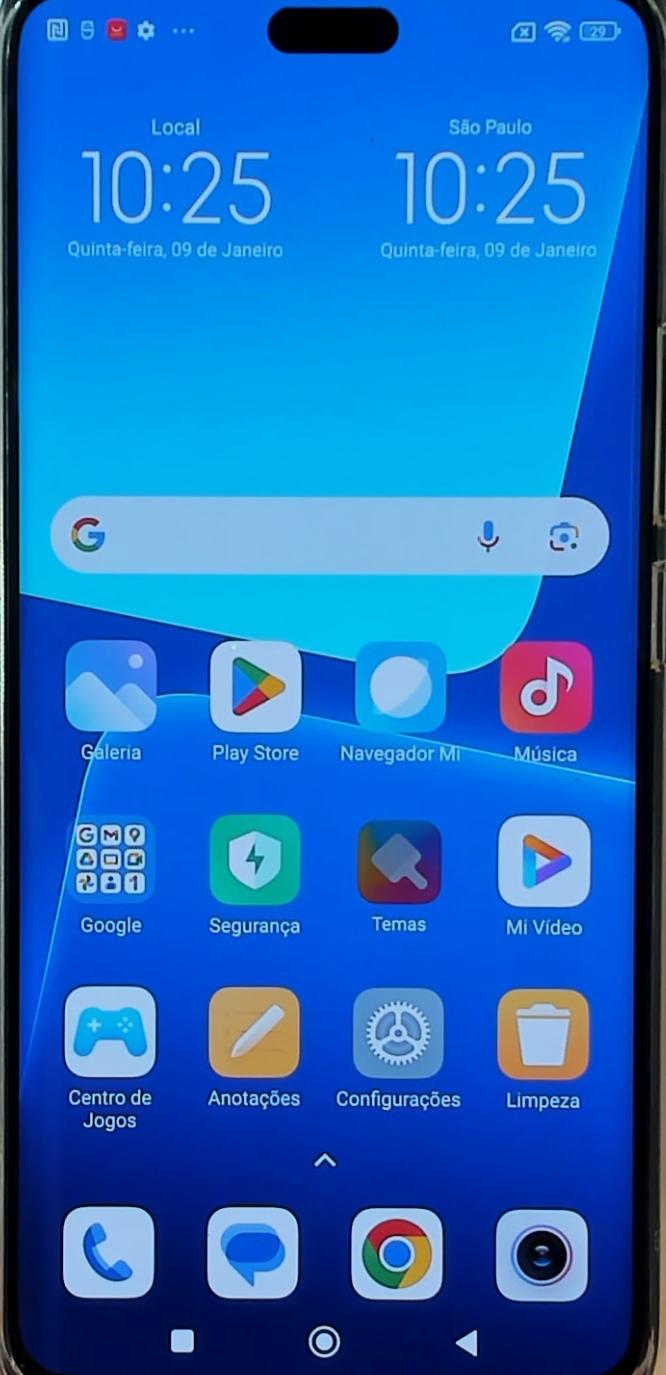 29
Local
São Paulo
10:25
10:25
Quinta-feira, 09 de Janeiro
Quinta-feira, 09 de Janeiro
Galeria
Play Store
Navegador Mi
Música
Google
Segurança
Temas
Mi Vídeo
Centro de
Jogos
Anotações
Configurações
Limpeza